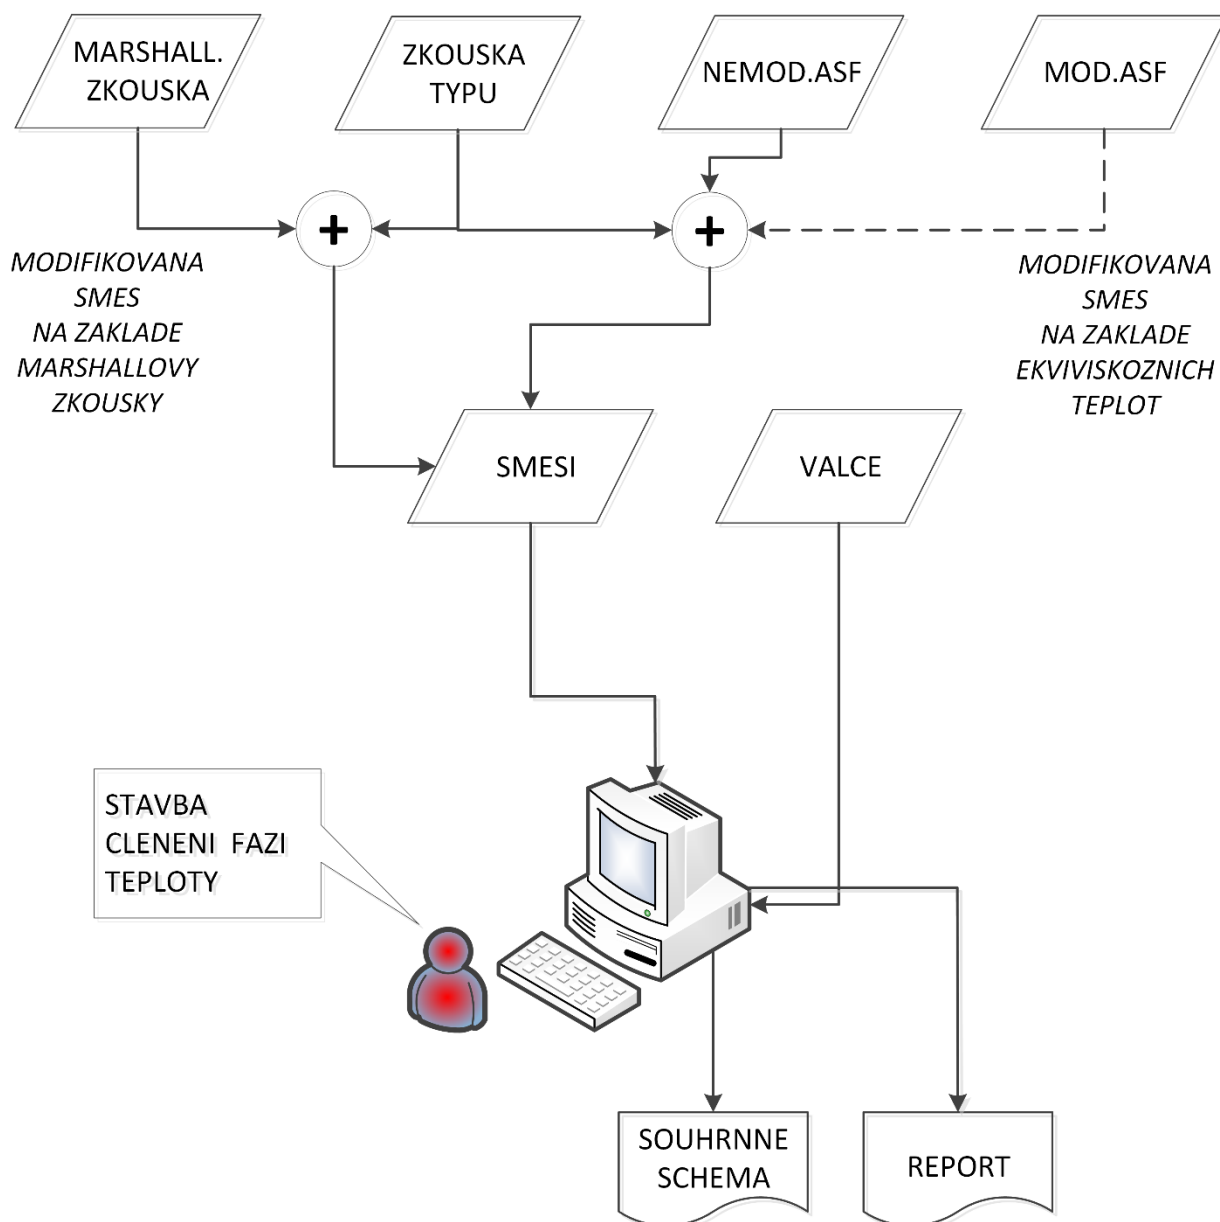 MARSHALL.
ZKOUSKA
ZKOUSKA
TYPU
NEMOD.ASF
MOD.ASF
+
+
MODIFIKOVANA
SMES
NA ZAKLADE
MARSHALLOVY
ZKOUSKY
MODIFIKOVANA
SMES
NA ZAKLADE
EKVIVISKOZNICH
TEPLOT
SMESI
VALCE
STAVBA
CLENENI FAZI
TEPLOTY
SOUHRNNE
SCHEMA
REPORT